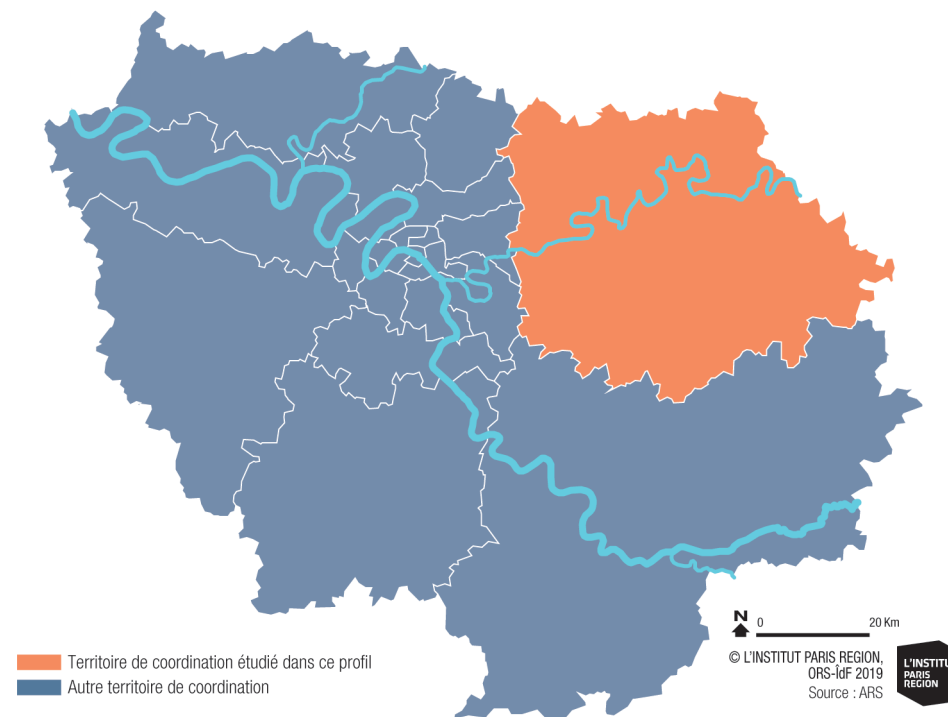 Territoire de coordination étudié dans ce profil
Autre territoire de coordination
N
0 20 Km
© L'INSTITUT PARIS REGION,
ORS-ÎdF 2019
Source : ARS
L'INSTITU
PARIS
REGION